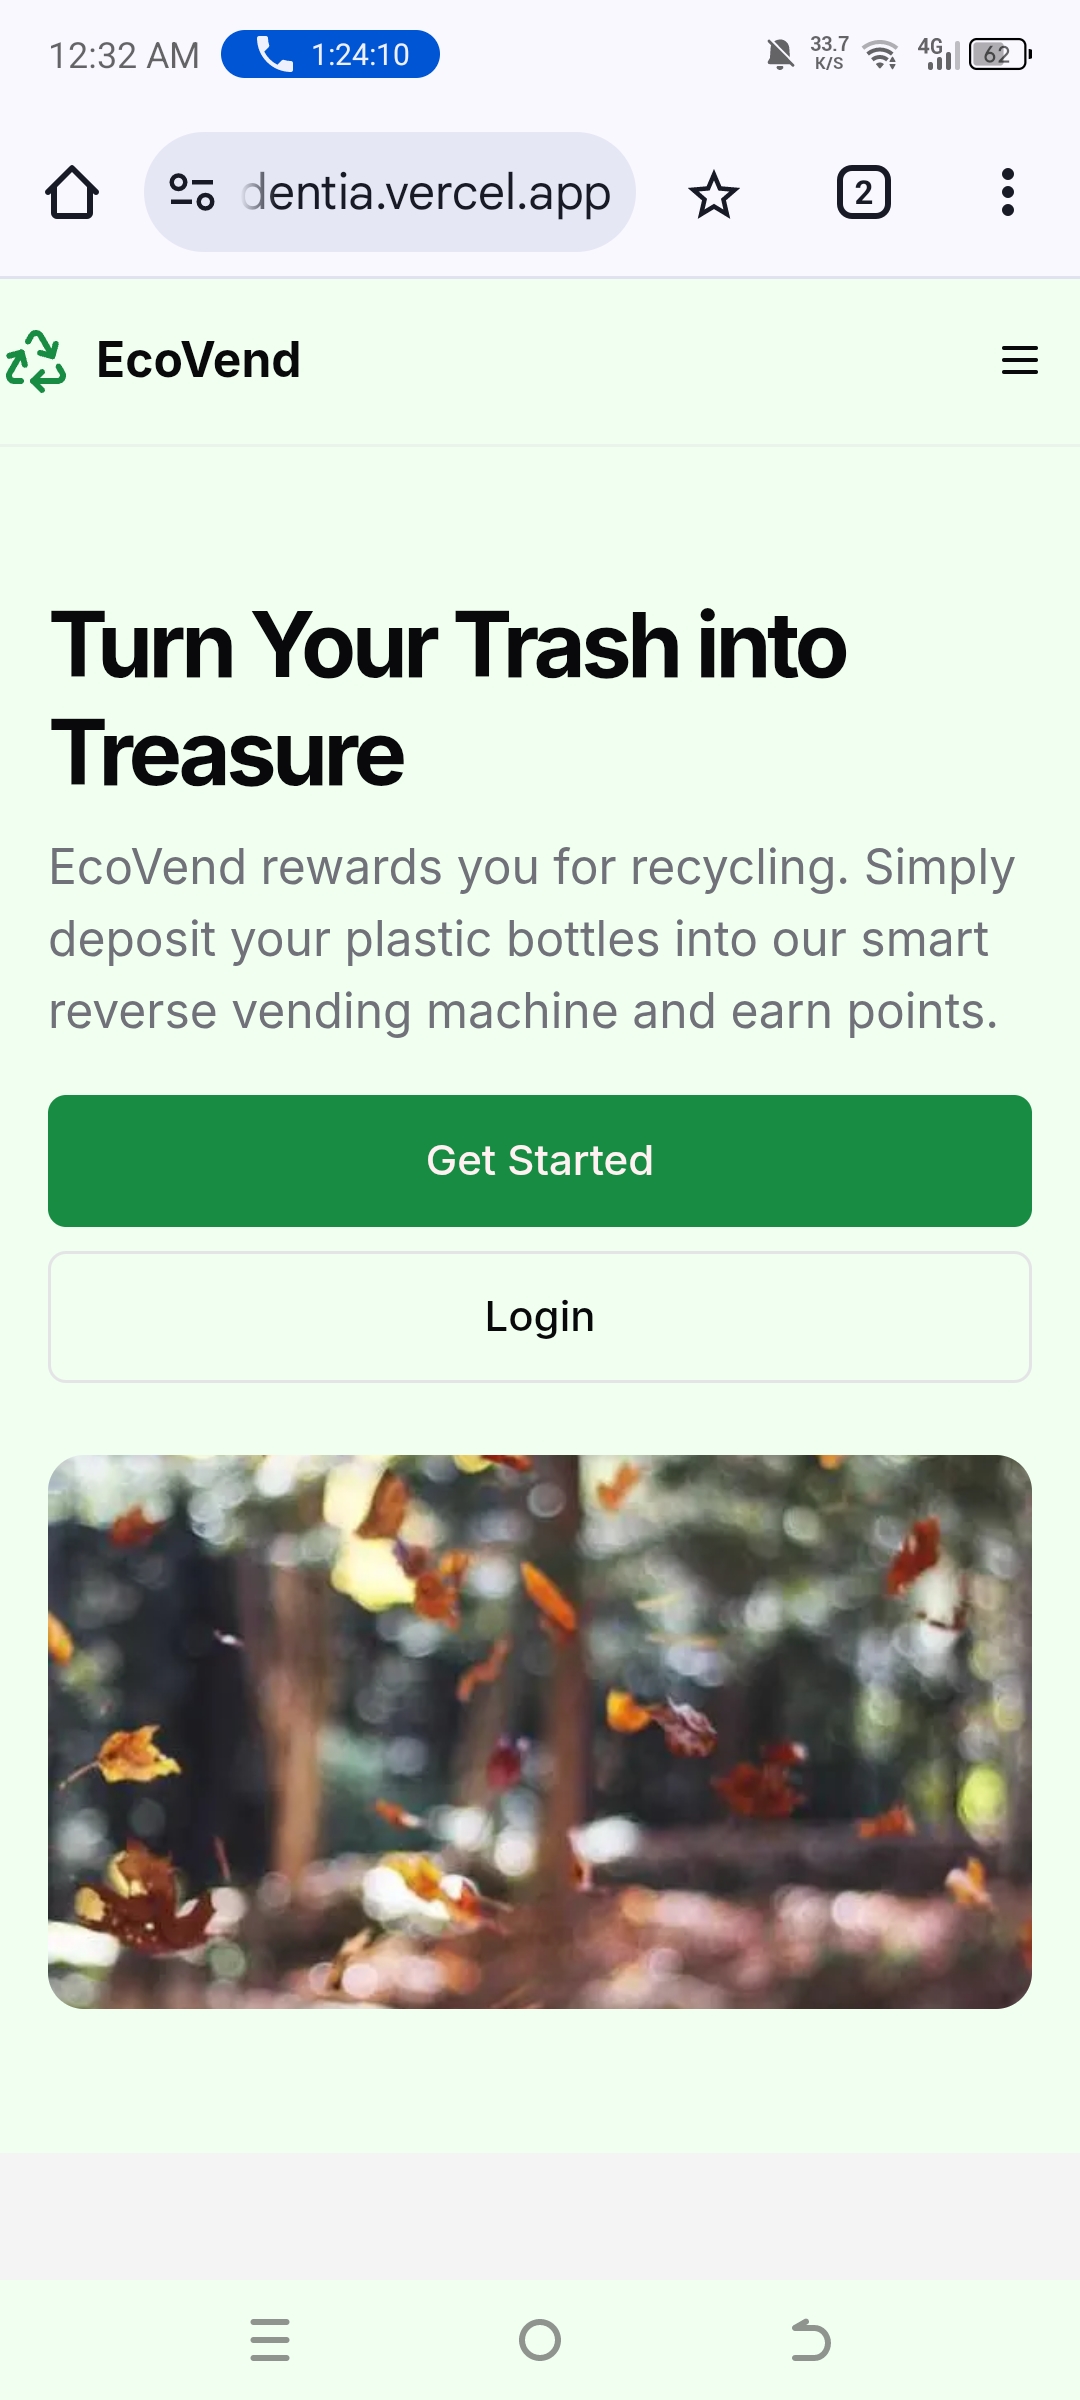 12:32 AM 1:24:10 33.7 K/S 4G 62
dentia.vercel.app 2
EcoVend
Turn Your Trash into
Treasure
EcoVend rewards you for recycling. Simply
deposit your plastic bottles into our smart
reverse vending machine and earn points.
Get Started
Login